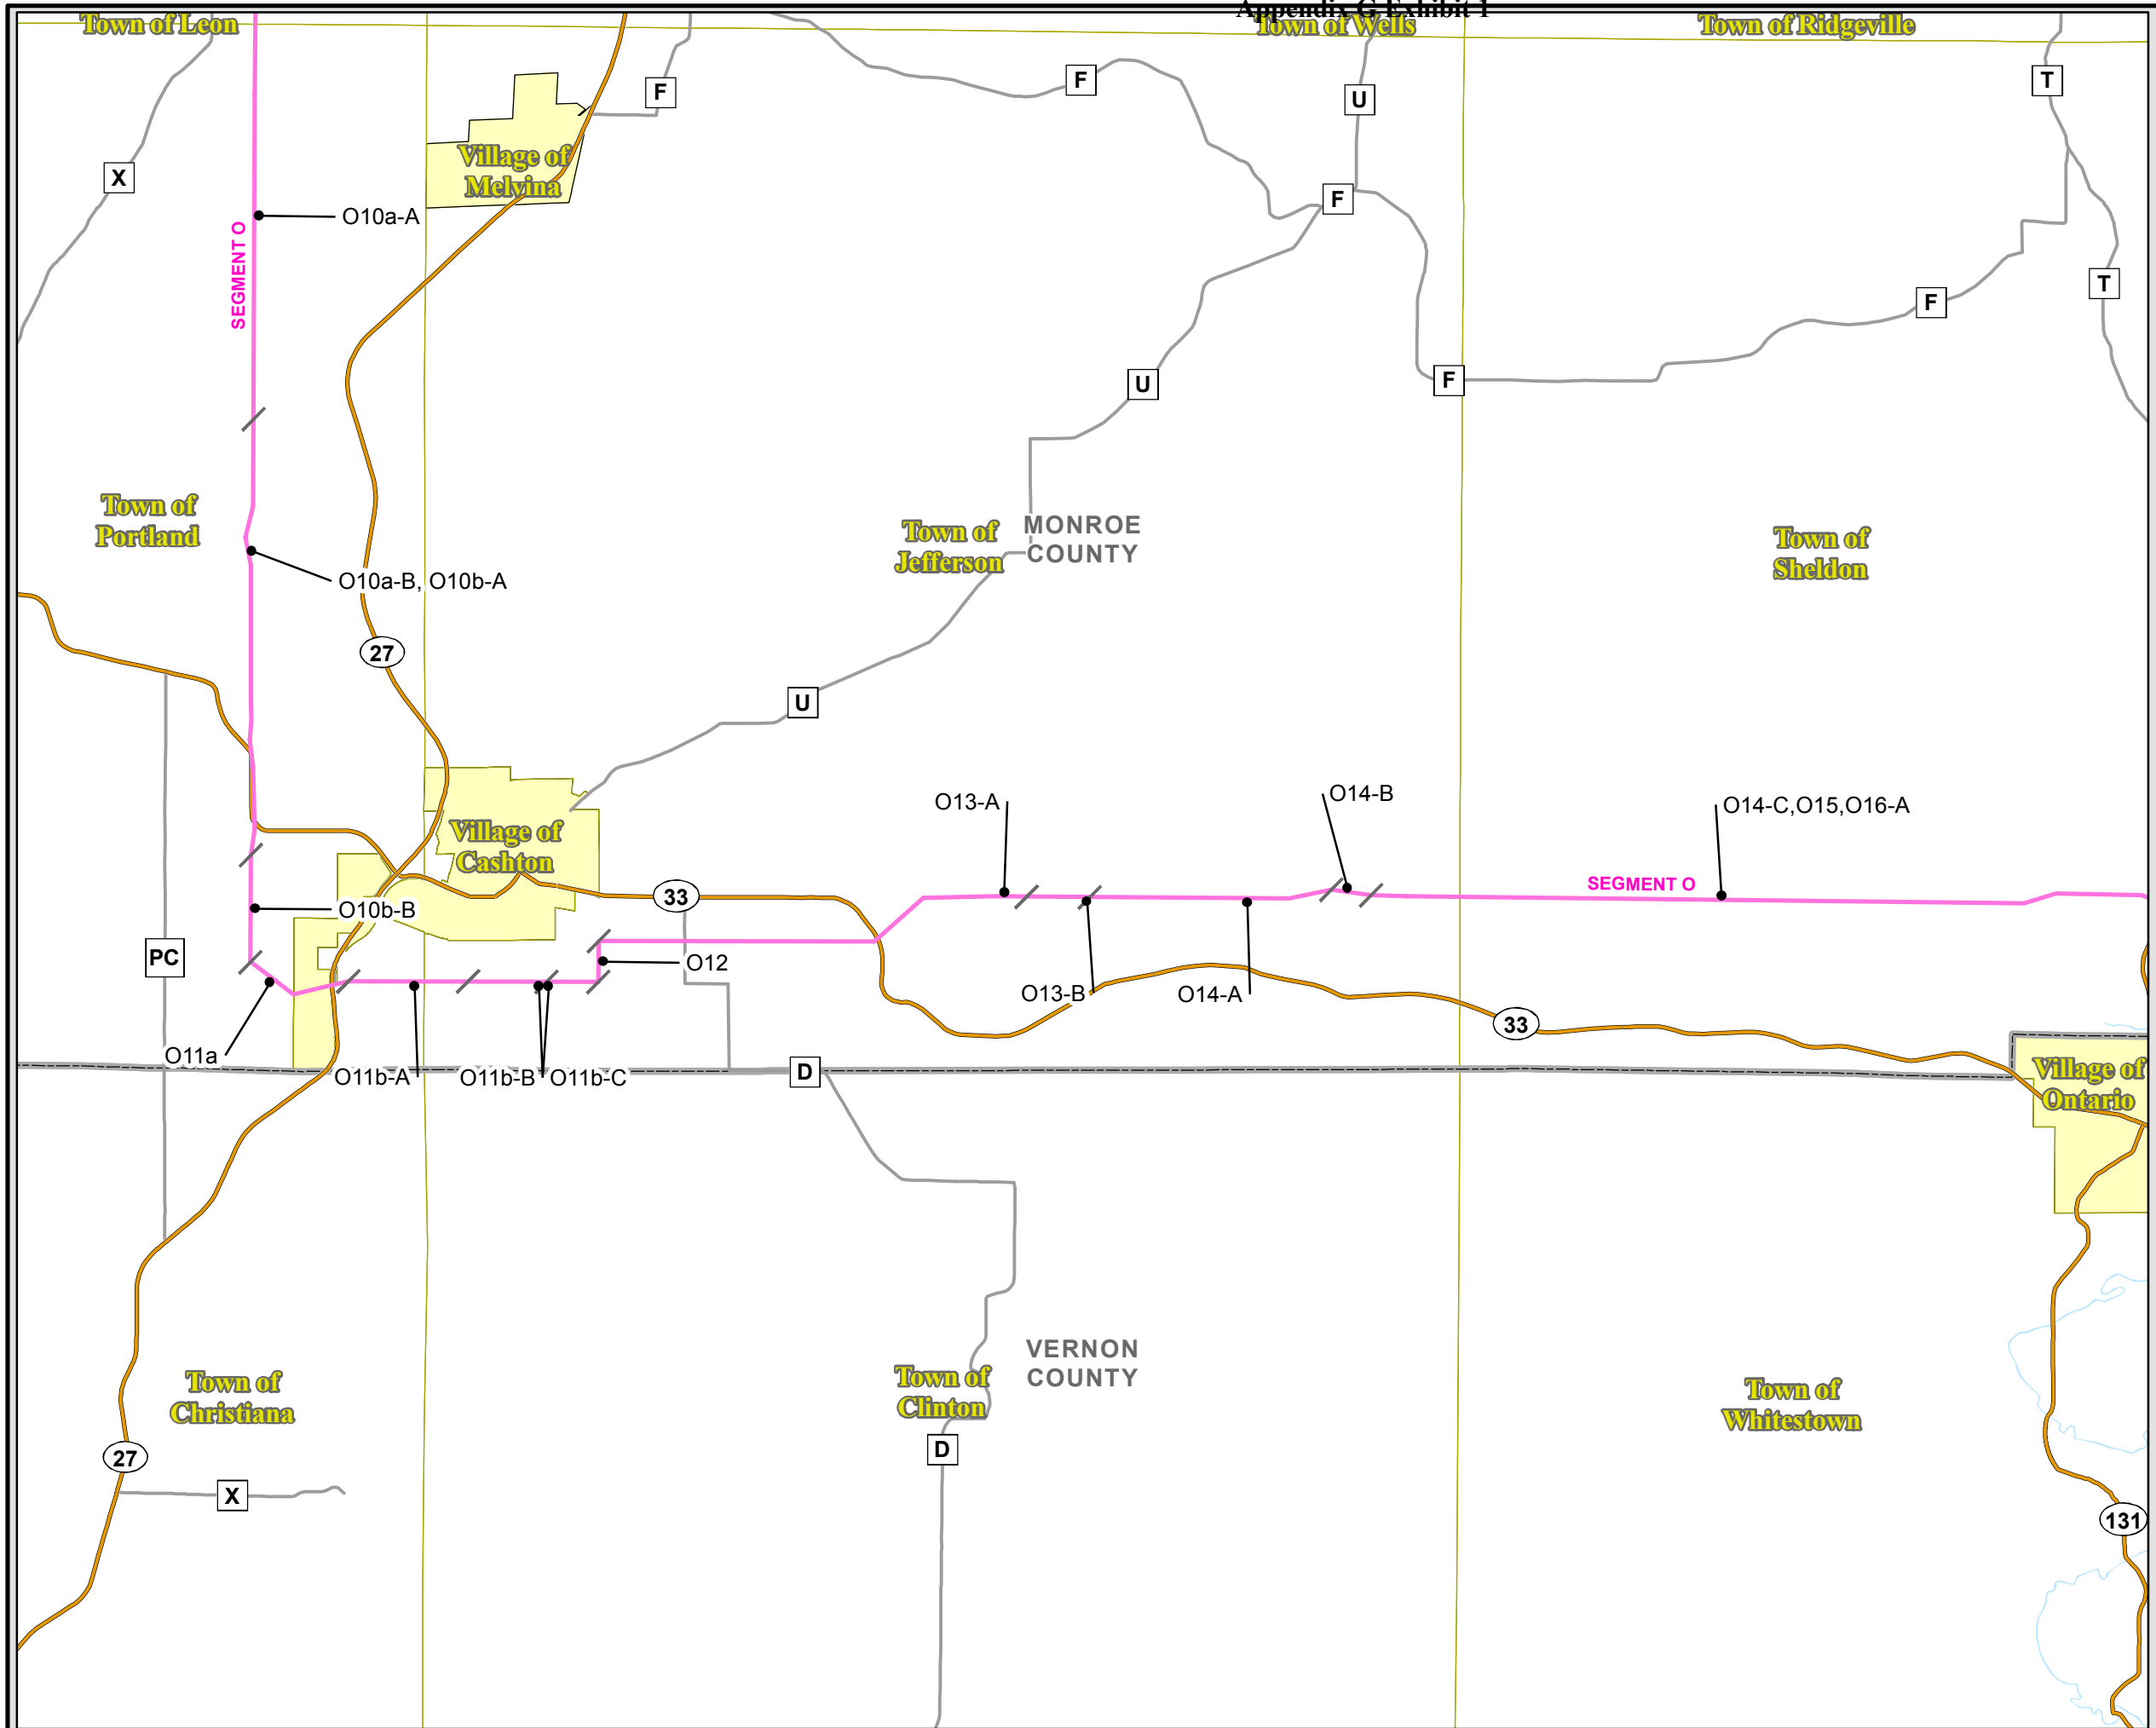 Appendix G Exhibit 1
Town of Leon
Town of Wells
Town of Ridgeville
F
U
T
F
Village of
Melvina
X
F
O10a-A
SEGMENT O
T
F
U
F
Town of
Portland
Town of
Jefferson
MONROE
COUNTY
Town of
Sheldon
O10a-B, O10b-A
27
U
O13-A
O14-B
O14-C,O15,O16-A
Village of
Cashton
33
SEGMENT O
O10b-B
PC
O12
O13-B
O14-A
33
O11a
O11b-A
O11b-B
O11b-C
D
Village of
Ontario
VERNON
COUNTY
Town of
Christiana
Town of
Clinton
Town of
Whitestown
D
27
X
131